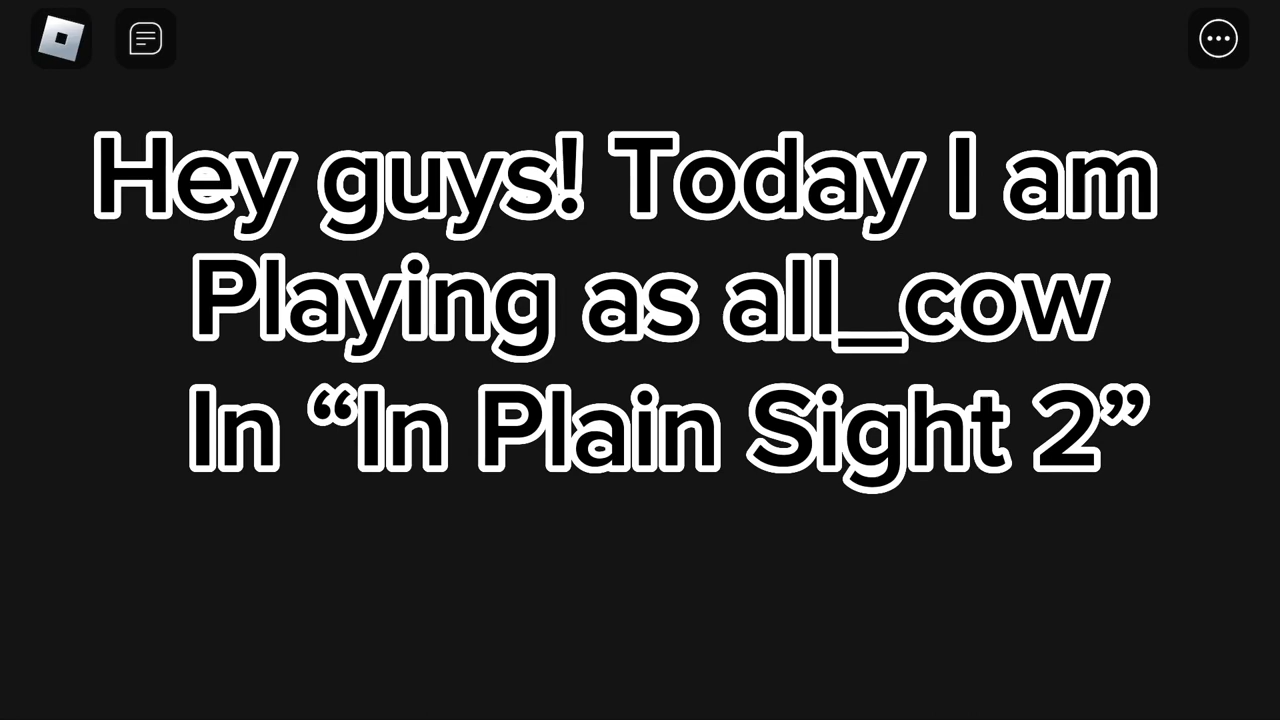 Hey guys! Today I am
Playing as all_cow
In “In Plain Sight 2”